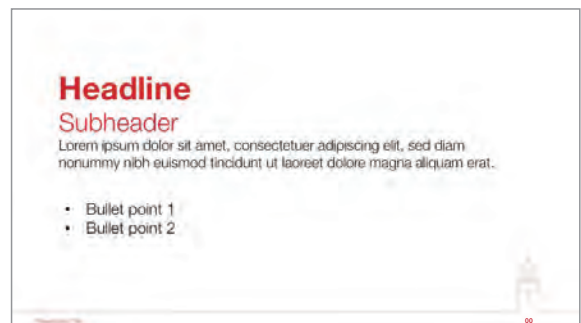 Headline
Subheader
Lorem ipsum dolor sit amet, consectetuer adipiscing elit, sed diam
nonummy nibh euismod tincidunt ut laoreet dolore magna aliquam erat.
• Bullet point 1
• Bullet point 2